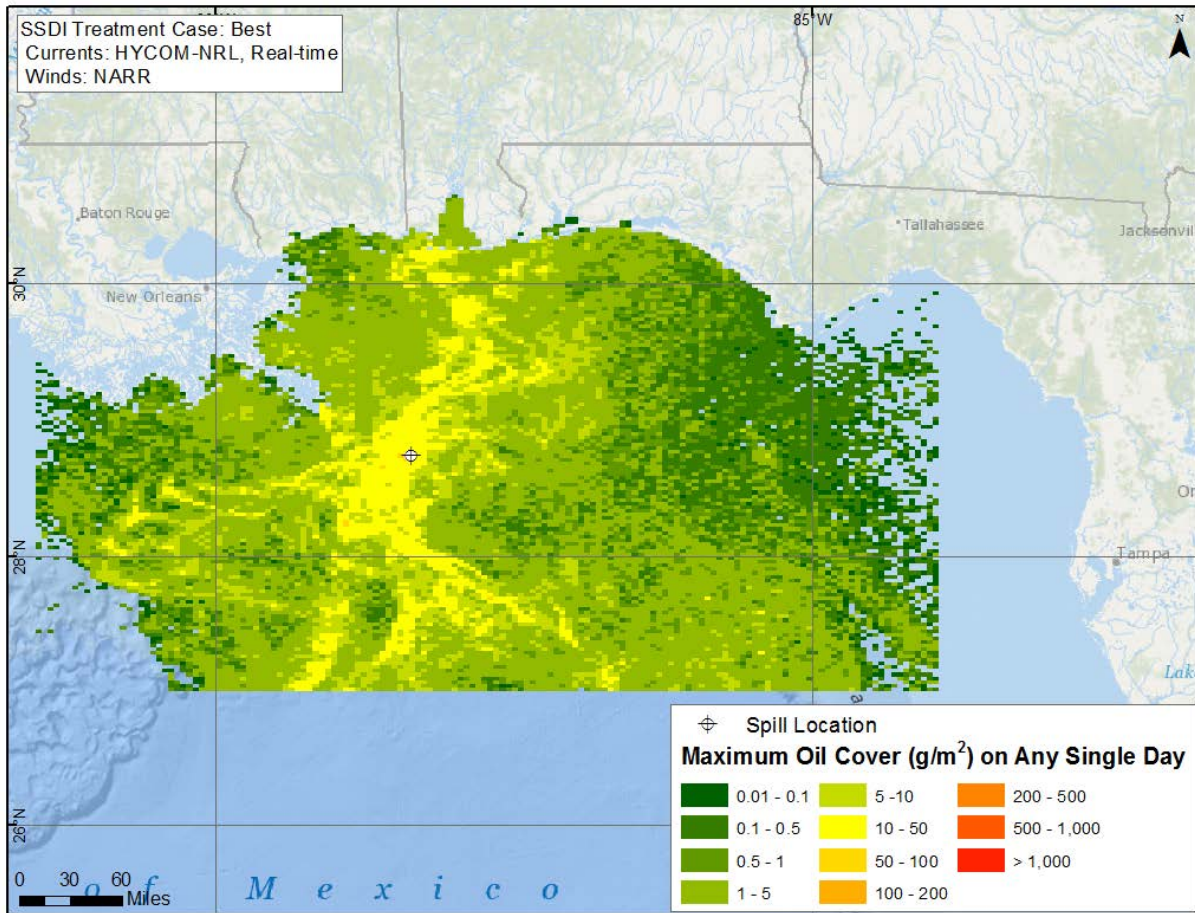 SSDI Treatment Case: Best
Currents: HYCOM-NRL, Real-time
Winds: NARR
85°W
N
Baton Rouge
Tallahassee
Jacksonvil
30°N
New Orleans
28°N
Tampa
Lake
26°N
Spill Location
Maximum Oil Cover (g/m²) on Any Single Day
0.01 - 0.1
5 -10
200 - 500
0.1 - 0.5
10 - 50
500 - 1,000
0.5 - 1
50 - 100
> 1,000
1 - 5
100 - 200
0 30 60
Miles
o f M e x i c o